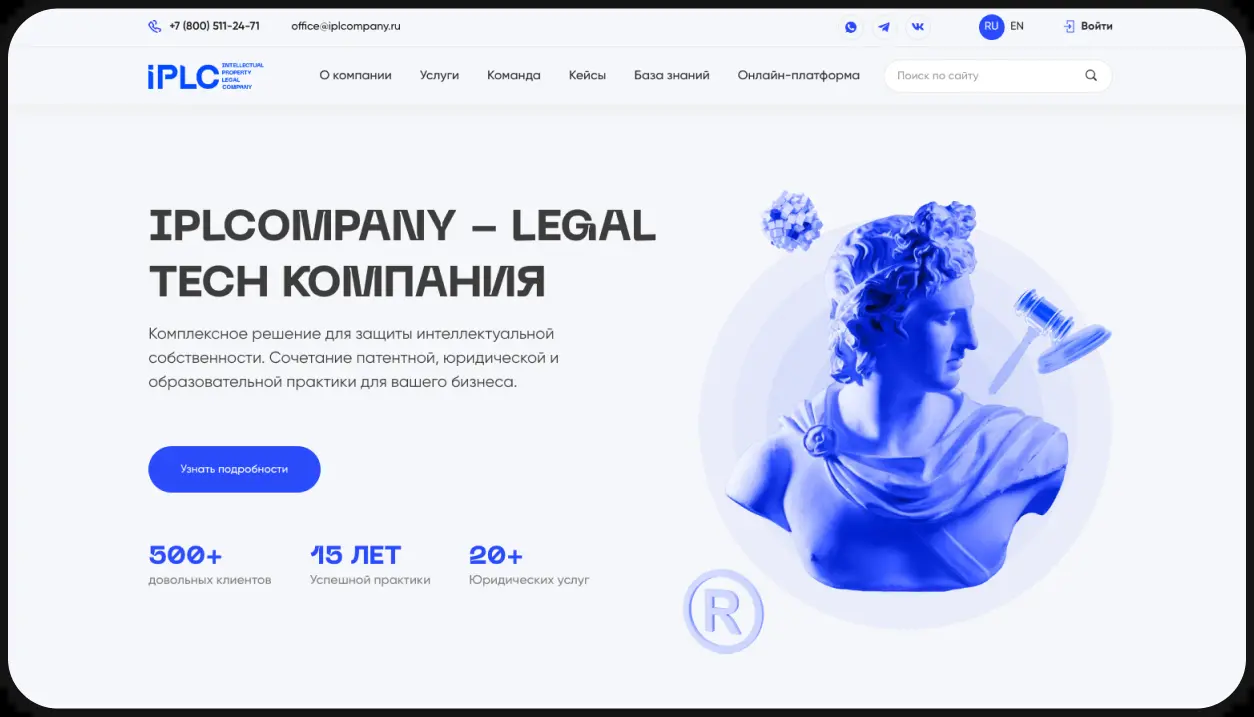 +7 (800) 511-24-71
office@iplcompany.ru
RU EN
Войти
iPLC INTELLECTUAL
PROPERTY
LEGAL
COMPANY
О компании Услуги Команда Кейсы База знаний Онлайн-платформа
Поиск по сайту
IPLCOMPANY – LEGAL
TECH КОМПАНИЯ
Комплексное решение для защиты интеллектуальной
собственности. Сочетание патентной, юридической и
образовательной практики для вашего бизнеса.
Узнать подробности
500+
довольных клиентов
15 ЛЕТ
Успешной практики
20+
Юридических услуг
®